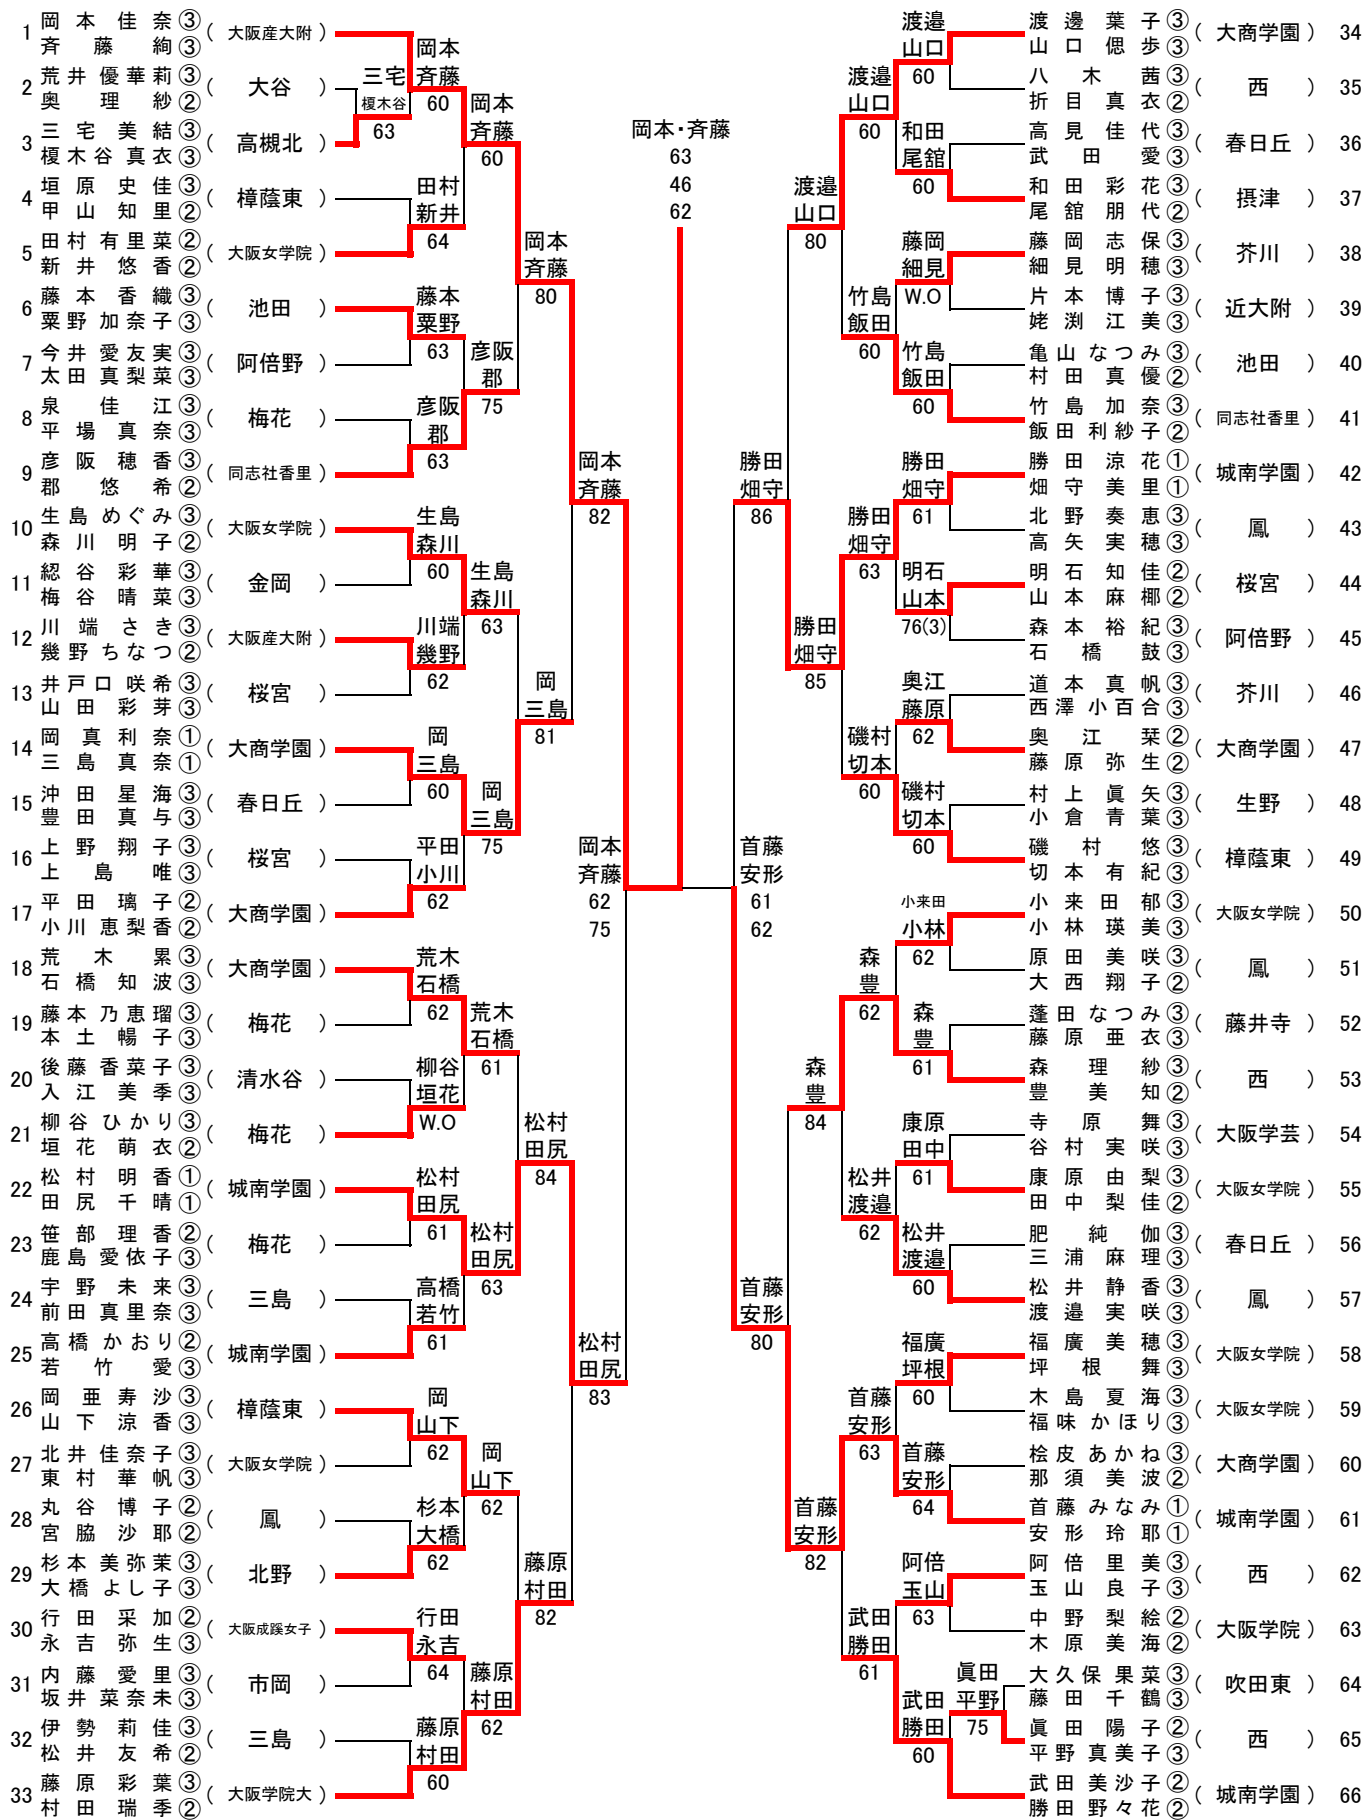 1 岡本佳奈③ 斉藤絢③ (大阪産大附)
2 荒井優華莉③ 奥理紗② (大谷)
3 三宅美結③ 榎木谷真衣③ (高槻北)
4 垣原史佳③ 甲山知里② (樟蔭東)
5 田村有里菜② 新井悠香② (大阪女学院)
6 藤本香織③ 粟野加奈子③ (池田)
7 今井愛友実③ 太田真梨菜③ (阿倍野)
8 泉佳江③ 平場真奈③ (梅花)
9 彦阪穂香③ 郡悠希② (同志社香里)
10 生島めぐみ③ 森川明子② (大阪女学院)
11 綛谷彩華③ 梅谷晴菜③ (金岡)
12 川端さき③ 幾野ちなつ② (大阪産大附)
13 井戸口咲希③ 山田彩芽③ (桜宮)
14 岡真利奈① 三島真奈① (大商学園)
15 沖田星海③ 豊田真与③ (春日丘)
16 上野翔子③ 上島唯③ (桜宮)
17 平田璃子② 小川恵梨香② (大商学園)
18 荒木累③ 石橋知波③ (大商学園)
19 藤本乃恵瑠③ 本土暢子③ (梅花)
20 後藤香菜子③ 入江美季③ (清水谷)
21 柳谷ひかり③ 垣花萌衣② (梅花)
22 松村明香① 田尻千晴① (城南学園)
23 笹部理香② 鹿島愛依子③ (梅花)
24 宇野未来③ 前田真里奈③ (三島)
25 高橋かおり② 若竹愛③ (城南学園)
26 岡亜寿沙③ 山下涼香③ (樟蔭東)
27 北井佳奈子③ 東村華帆③ (大阪女学院)
28 丸谷博子② 宮脇沙耶② (鳳)
29 杉本美弥茉③ 大橋よし子③ (北野)
30 行田采加② 永吉弥生③ (大阪成蹊女子)
31 内藤愛里③ 坂井菜奈未③ (市岡)
32 伊勢莉佳③ 松井友希② (三島)
33 藤原彩葉③ 村田瑞季② (大阪学院大)
三宅 榎木谷 63
岡本 斉藤 60
田村 新井 64
藤本 粟野 63
彦阪 郡 63
生島 森川 60
川端 幾野 62
岡 三島 60
平田 小川 62
荒木 石橋 62
柳谷 垣花 W.O
松村 田尻 61
高橋 若竹 61
岡 山下 62
杉本 大橋 62
行田 永吉 64
藤原 村田 60
岡本 斉藤 60
彦阪 郡 75
生島 森川 63
岡 三島 75
荒木 石橋 61
松村 田尻 63
岡 山下 62
藤原 村田 62
岡本 斉藤 80
岡 三島 81
松村 田尻 84
藤原 村田 82
岡本 斉藤 82
松村 田尻 83
岡本 斉藤 62 75
岡本・斉藤
63
46
62
首藤 安形 61 62
勝田 畑守 86
首藤 安形 80
渡邉 山口 80
勝田 畑守 85
森 豊 84
首藤 安形 82
渡邉 山口 60
竹島 飯田 60
勝田 畑守 63
磯村 切本 60
森 豊 62
松井 渡邉 62
首藤 安形 63
武田 勝田 61
渡邉 山口 60
和田 尾舘 60
藤岡 細見 W.O
竹島 飯田 60
勝田 畑守 61
明石 山本 76(3)
奥江 藤原 62
磯村 切本 60
小来田 小林 62
森 豊 61
康原 田中 61
松井 渡邉 60
福廣 坪根 60
首藤 安形 64
阿倍 玉山 63
武田 勝田 60
眞田 平野 75
渡邉葉子③ 山口偲歩③ (大商学園) 34
八木茜③ 折目真衣② (西) 35
高見佳代③ 武田愛③ (春日丘) 36
和田彩花③ 尾舘朋代② (摂津) 37
藤岡志保③ 細見明穂③ (芥川) 38
片本博子③ 姥渕江美③ (近大附) 39
亀山なつみ③ 村田真優② (池田) 40
竹島加奈③ 飯田利紗子② (同志社香里) 41
勝田涼花① 畑守美里① (城南学園) 42
北野奏恵③ 高矢実穂③ (鳳) 43
明石知佳② 山本麻椰② (桜宮) 44
森本裕紀③ 石橋鼓③ (阿倍野) 45
道本真帆③ 西澤小百合③ (芥川) 46
奥江栞② 藤原弥生② (大商学園) 47
村上眞矢③ 小倉青葉③ (生野) 48
磯村悠③ 切本有紀③ (樟蔭東) 49
小来田郁③ 小林瑛美③ (大阪女学院) 50
原田美咲③ 大西翔子② (鳳) 51
蓬田なつみ③ 藤原亜衣③ (藤井寺) 52
森理紗③ 豊美知② (西) 53
寺原舞③ 谷村実咲③ (大阪学芸) 54
康原由梨③ 田中梨佳② (大阪女学院) 55
肥純伽③ 三浦麻理③ (春日丘) 56
松井静香③ 渡邉実咲③ (鳳) 57
福廣美穂③ 坪根舞③ (大阪女学院) 58
木島夏海③ 福味かほり③ (大阪女学院) 59
桧皮あかね③ 那須美波② (大商学園) 60
首藤みなみ① 安形玲耶① (城南学園) 61
阿倍里美③ 玉山良子③ (西) 62
中野梨絵② 木原美海② (大阪学院) 63
大久保果菜③ 藤田千鶴③ (吹田東) 64
眞田陽子② 平野真美子③ (西) 65
武田美沙子② 勝田野々花② (城南学園) 66